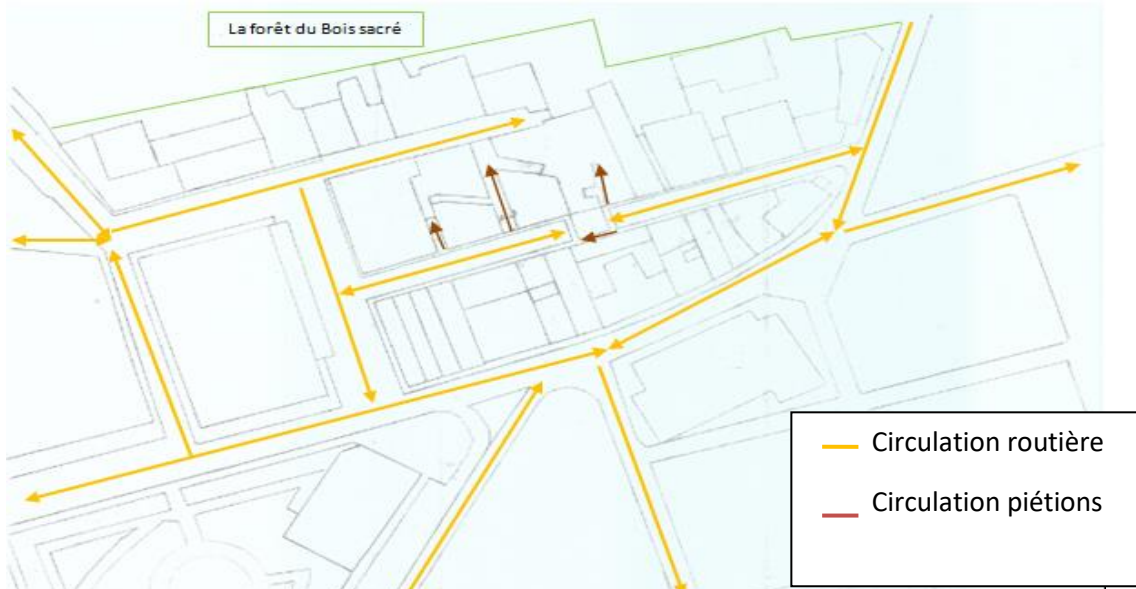 La forêt du Bois sacré
Circulation routière
Circulation piétions